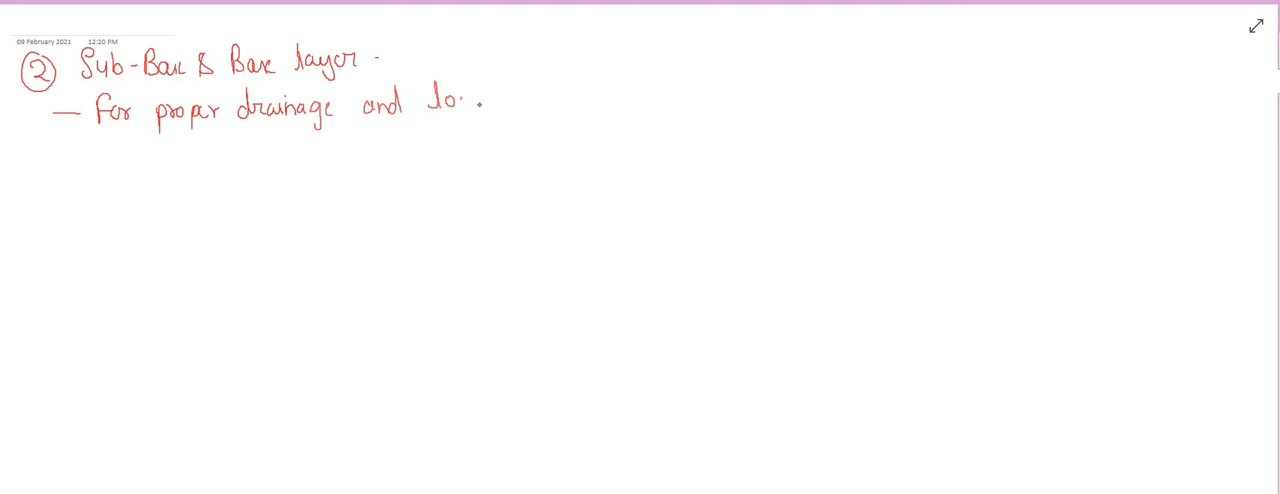 09 February 2021 12:20 PM
② Sub-Base & Base layer.
— For proper drainage and lo